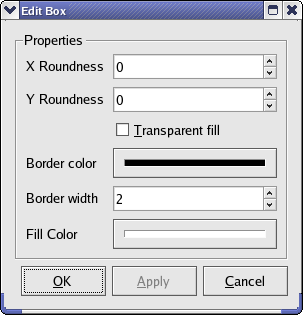 Edit Box
Properties
X Roundness 0
Y Roundness 0
Transparent fill
Border color
Border width 2
Fill Color
OK Apply Cancel